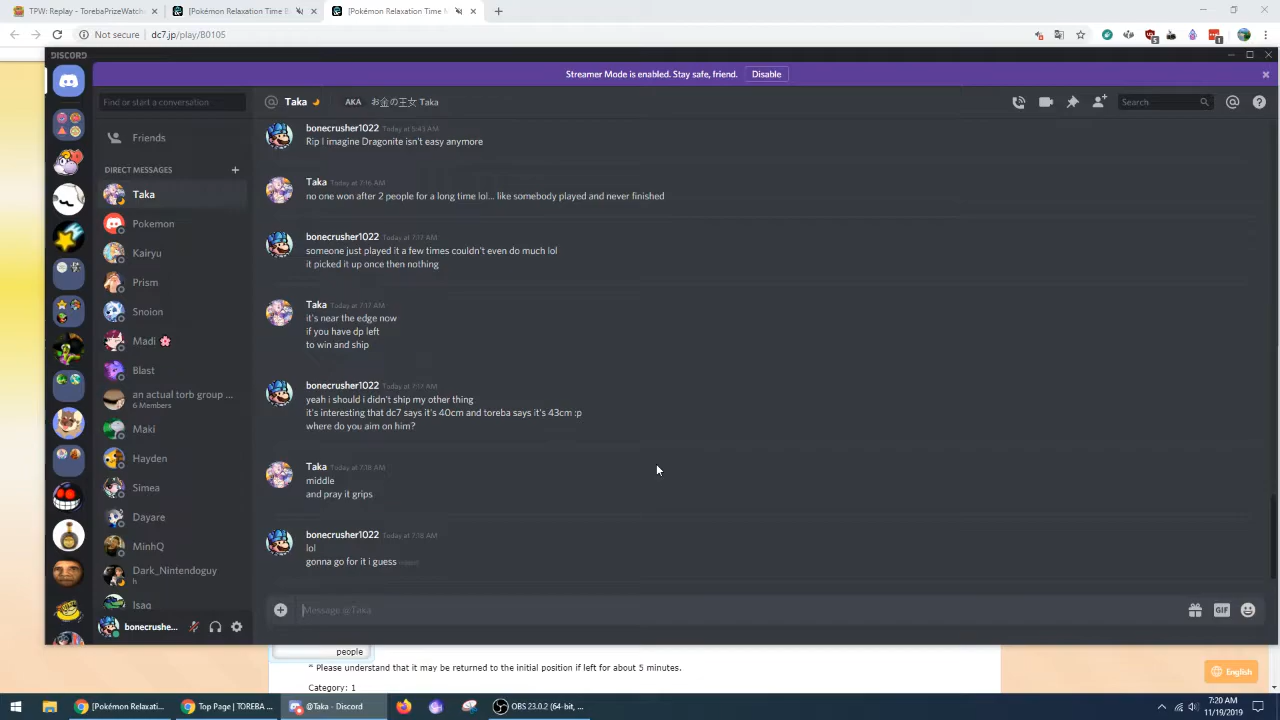 TPW: Replay - TorebaPrizeWatch
[Pokémon Relaxation Time
[Pokémon Relaxation Time
Not secure
dc7.jp/play/B0105
DISCORD
Streamer Mode is enabled. Stay safe, friend.
Disable
Find or start a conversation
Taka
AKA
お金の王女 Taka
Search
Friends
DIRECT MESSAGES
Taka
Pokemon
Kairyu
Prism
Snoion
Madi
Blast
an actual torb group ...
6 Members
Maki
Hayden
Simea
Dayare
MinhQ
Dark_Nintendoguy
h
Isaq
bonecrushe...
bonecrusher1022 Today at 5:43 AM
Rip I imagine Dragonite isn't easy anymore
Taka Today at 7:16 AM
no one won after 2 people for a long time lol... like somebody played and never finished
bonecrusher1022 Today at 7:17 AM
someone just played it a few times couldn't even do much lol
it picked it up once then nothing
Taka Today at 7:17 AM
it's near the edge now
if you have dp left
to win and ship
bonecrusher1022 Today at 7:17 AM
yeah i should i didn't ship my other thing
it's interesting that dc7 says it's 40cm and toreba says it's 43cm :p
where do you aim on him?
Taka Today at 7:18 AM
middle
and pray it grips
bonecrusher1022 Today at 7:18 AM
lol
gonna go for it i guess
Message @Taka
GIF
people
* Please understand that it may be returned to the initial position if left for about 5 minutes.
Category: 1
English
[Pokémon Relaxati...
Top Page | TOREBA ...
@Taka - Discord
OBS 23.0.2 (64-bit, ...
7:20 AM
11/19/2019